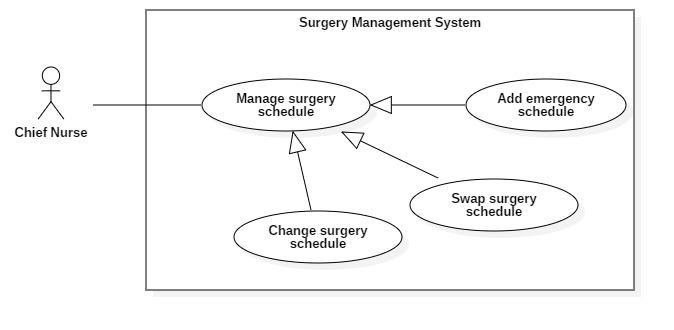 Surgery Management System
Manage surgery
schedule
Add emergency
schedule
Chief Nurse
Swap surgery
schedule
Change surgery
schedule